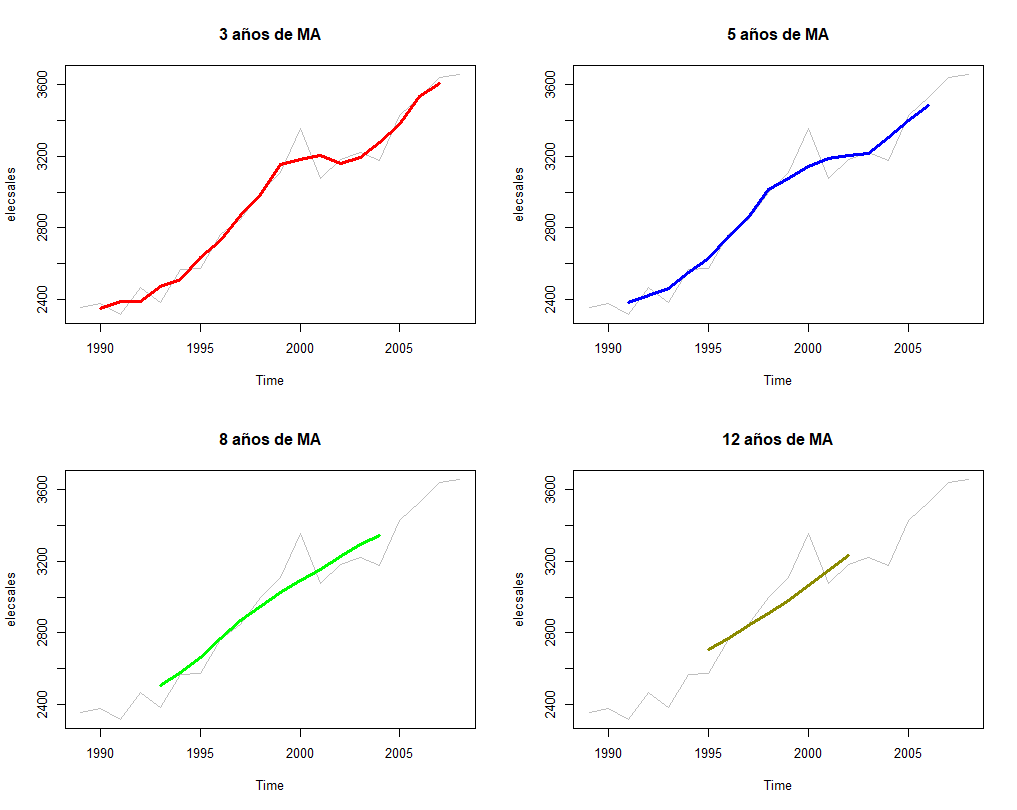 3 años de MA
5 años de MA
elecsales
2400 2800 3200 3600
1990 1995 2000 2005
Time
elecsales
2400 2800 3200 3600
1990 1995 2000 2005
Time
8 años de MA
12 años de MA
elecsales
2400 2800 3200 3600
1990 1995 2000 2005
Time
elecsales
2400 2800 3200 3600
1990 1995 2000 2005
Time